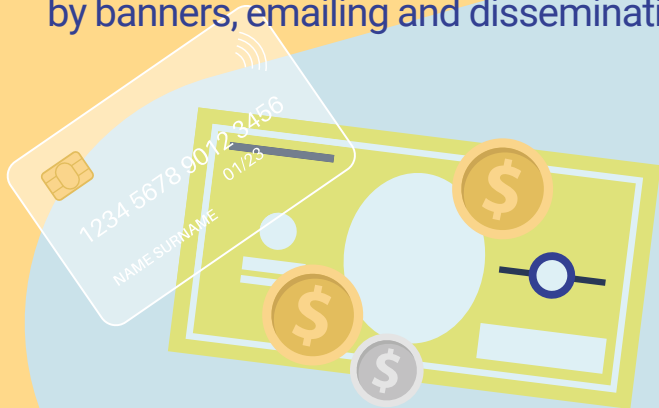 by banners, emailing and disseminati
1234 5678 9012 3456
01/23
NAME SURNAME
$
$
$